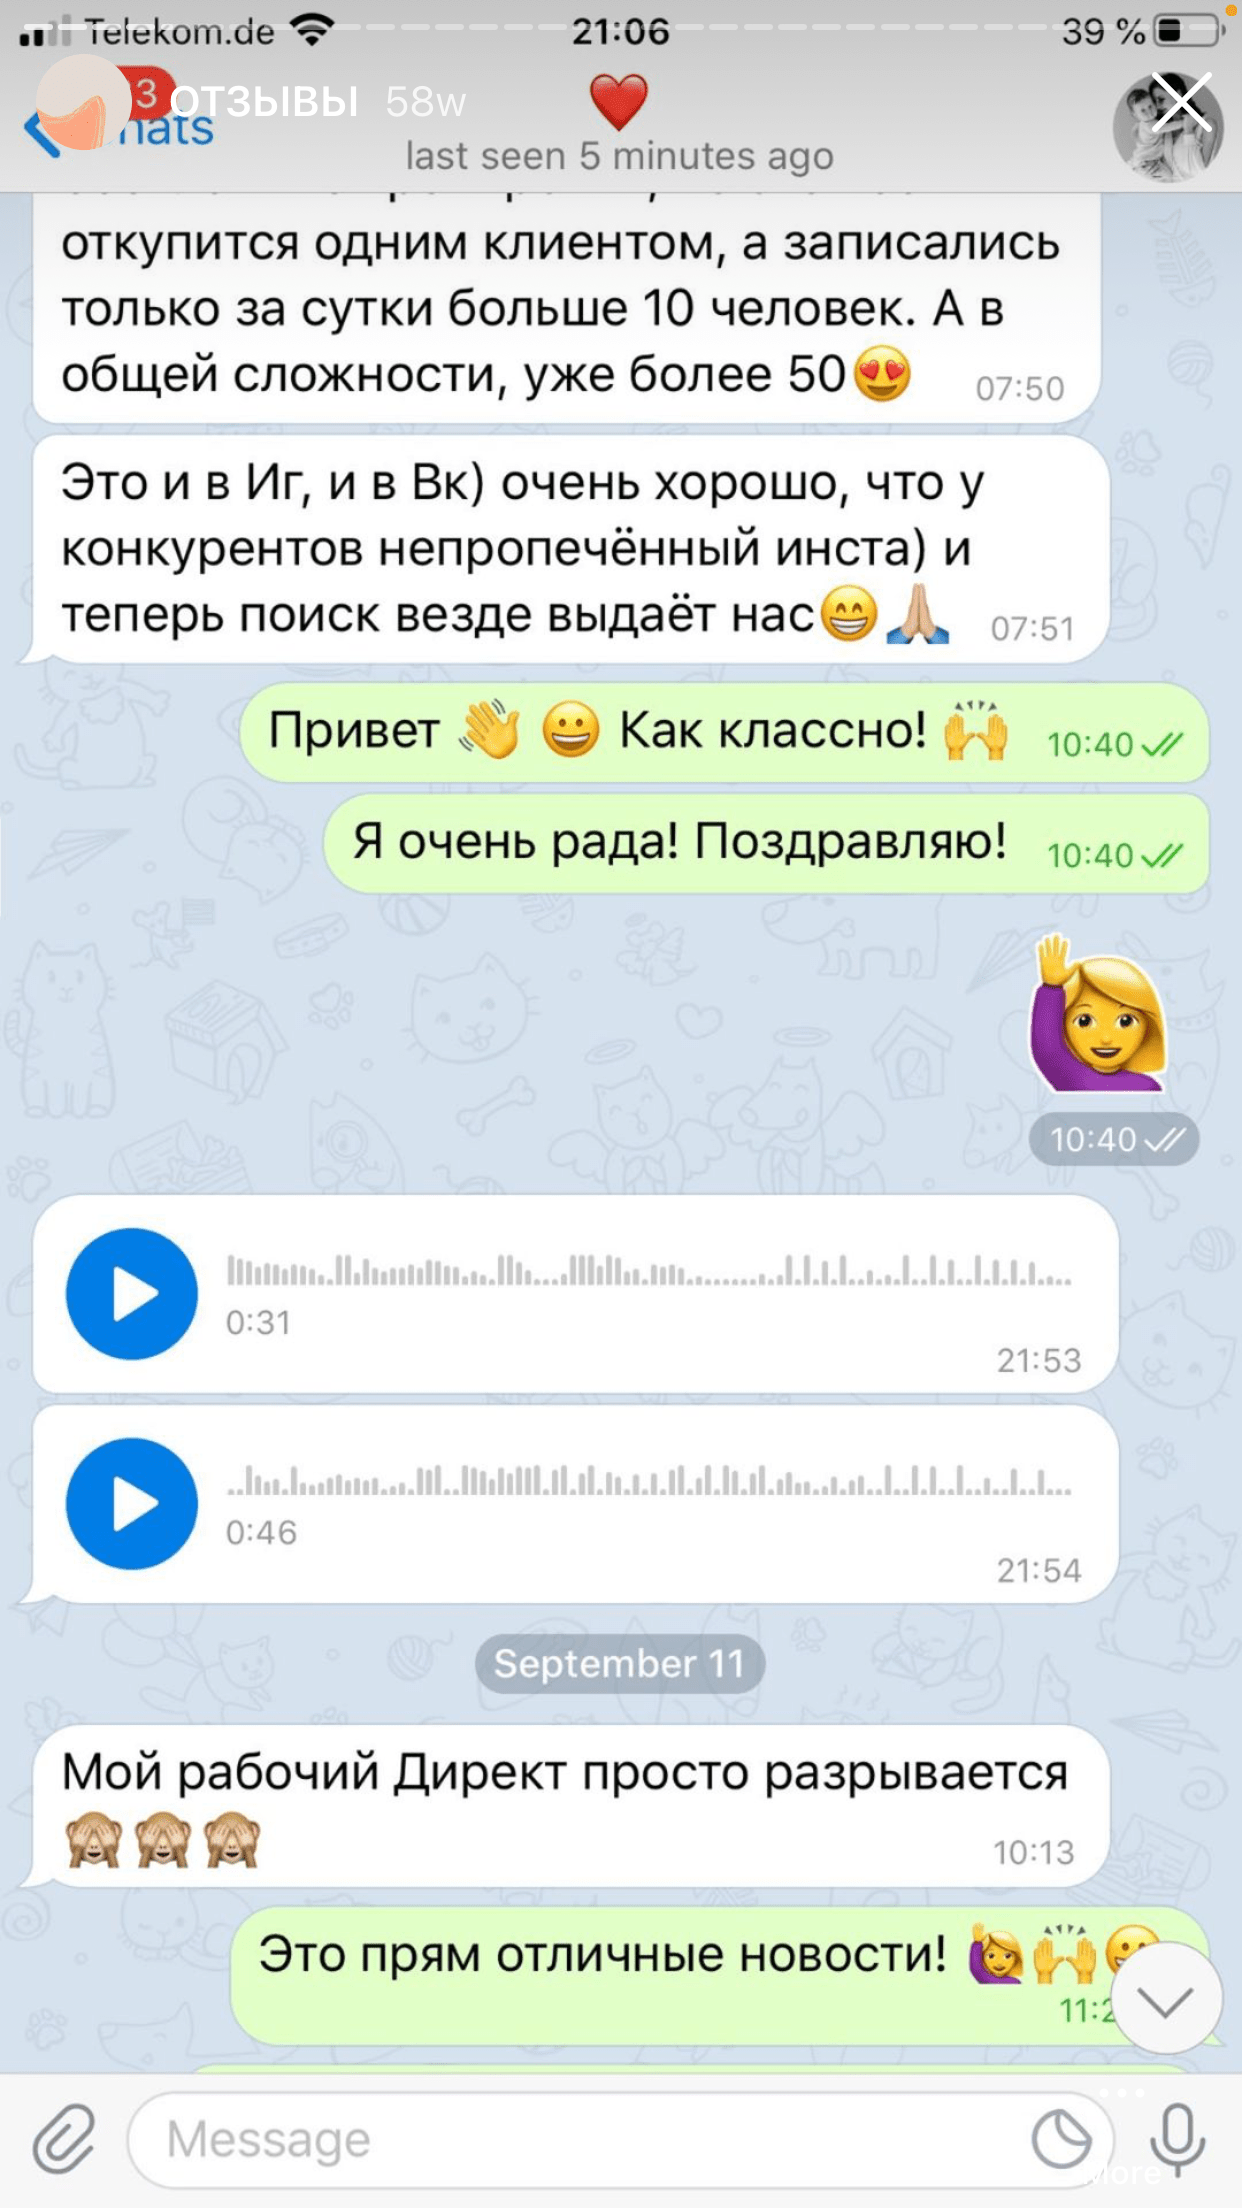 Telekom.de 21:06 39 %
3 ОТЗЫВЫ 58w
hats
last seen 5 minutes ago
откупится одним клиентом, а записались
только за сутки больше 10 человек. А в
общей сложности, уже более 50😍 07:50
Это и в Иг, и в Вк) очень хорошо, что у
конкурентов непропечённый инста) и
теперь поиск везде выдаёт нас😁🙏🏼 07:51
Привет 👋 😀 Как классно! 🙌 10:40
Я очень рада! Поздравляю! 10:40
10:40
0:31
21:53
0:46
21:54
September 11
Мой рабочий Директ просто разрывается
🙈🙈🙈 10:13
Это прям отличные новости! 🙋‍♀️🙌😀
11:2
Message
More